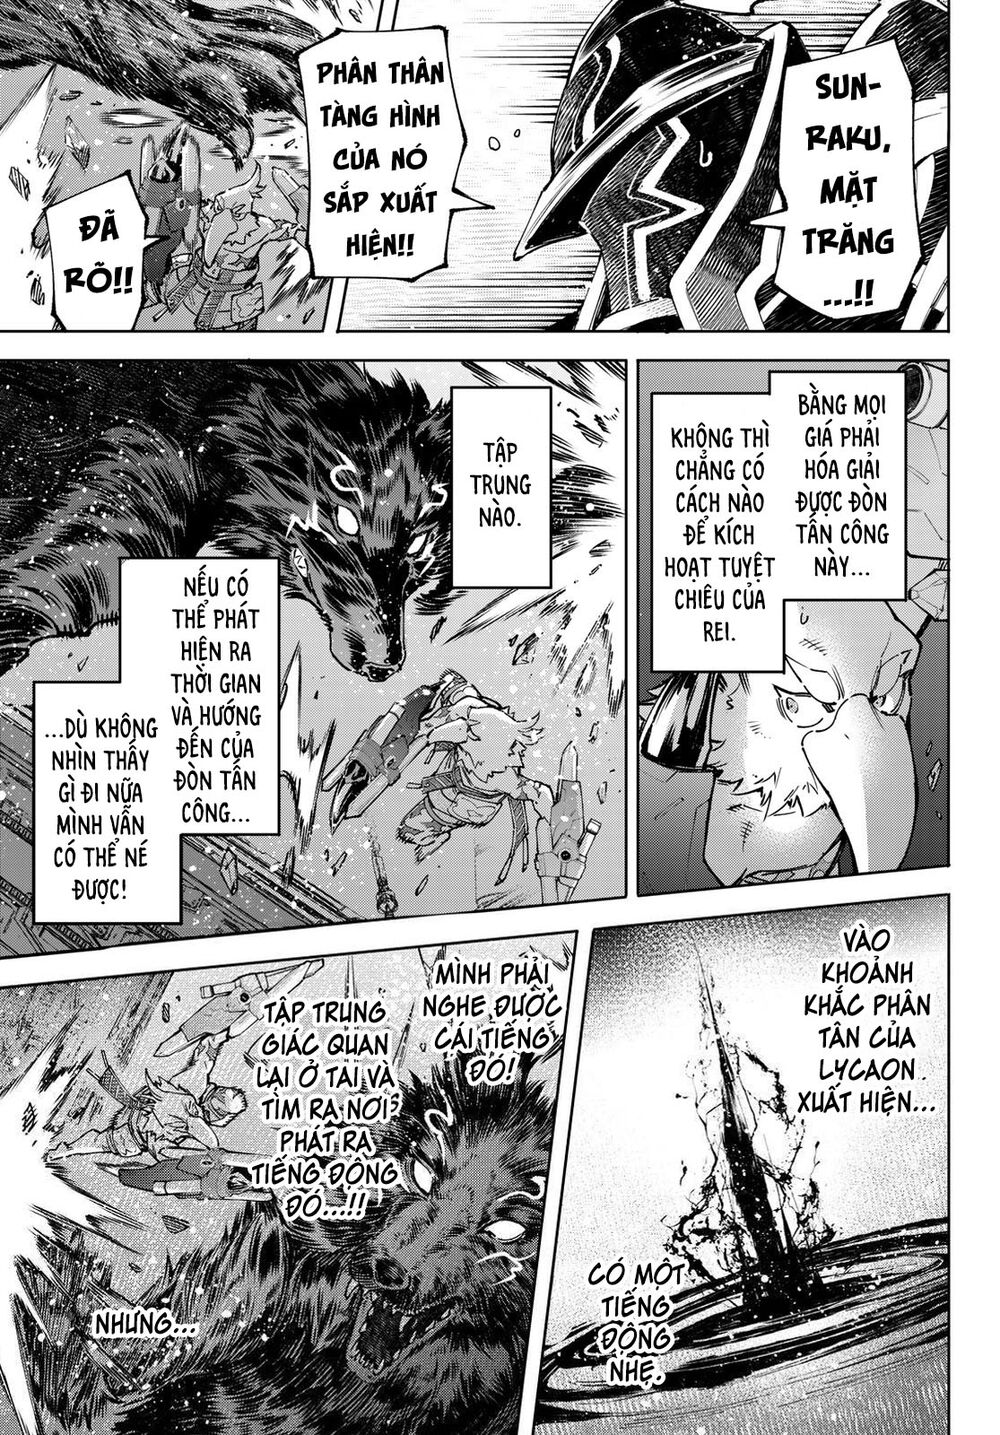 SUN-
RAKU,
MẶT
TRĂNG
...!!
PHÂN THÂN
TÀNG HÌNH
CỦA NÓ
SẮP XUẤT
HIỆN!!
ĐÃ
RÕ!!
BẰNG MỌI
GIÁ PHẢI
HÓA GIẢI
ĐƯỢC ĐÒN
TẤN CÔNG
NÀY...
KHÔNG THÌ
CHẲNG CÓ
CÁCH NÀO
ĐỂ KÍCH
HOẠT TUYỆT
CHIÊU CỦA
REI.
TẬP
TRUNG
NÀO.
NẾU CÓ
THỂ PHÁT
HIỆN RA
THỜI GIAN
VÀ HƯỚNG
ĐẾN CỦA
ĐÒN TẤN
CÔNG...
...DÙ KHÔNG
NHÌN THẤY
GÌ ĐI NỮA
MÌNH VẪN
CÓ THỂ NÉ
ĐƯỢC!
VÀO
KHOẢNH
KHẮC PHÂN
TÂN CỦA
LYCAON
XUẤT HIỆN...
CÓ MỘT
TIẾNG
ĐỘNG
NHẸ.
MÌNH PHẢI
NGHE ĐƯỢC
CÁI TIẾNG
ĐÓ!
TẬP TRUNG
GIÁC QUAN
LẠI Ở TAI VÀ
TÌM RA NƠI
PHÁT RA
TIẾNG ĐỘNG
ĐÓ...!!
NHƯNG...